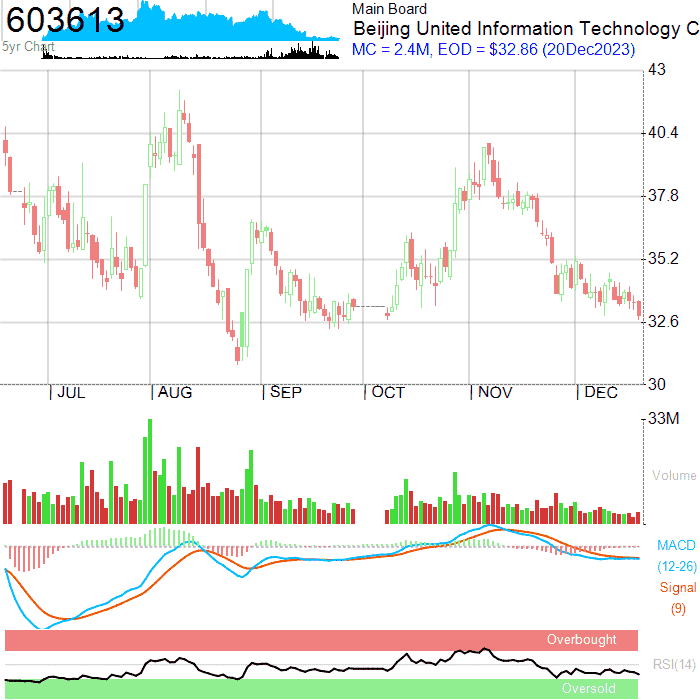 603613
Main Board
Beijing United Information Technology C
5yr Chart
MC = 2.4M, EOD = $32.86 (20Dec2023)
43
40.4
37.8
35.2
32.6
30
JUL AUG SEP OCT NOV DEC
33M
Volume
MACD
(12-26)
Signal
(9)
Overbought
RSI(14)
Oversold